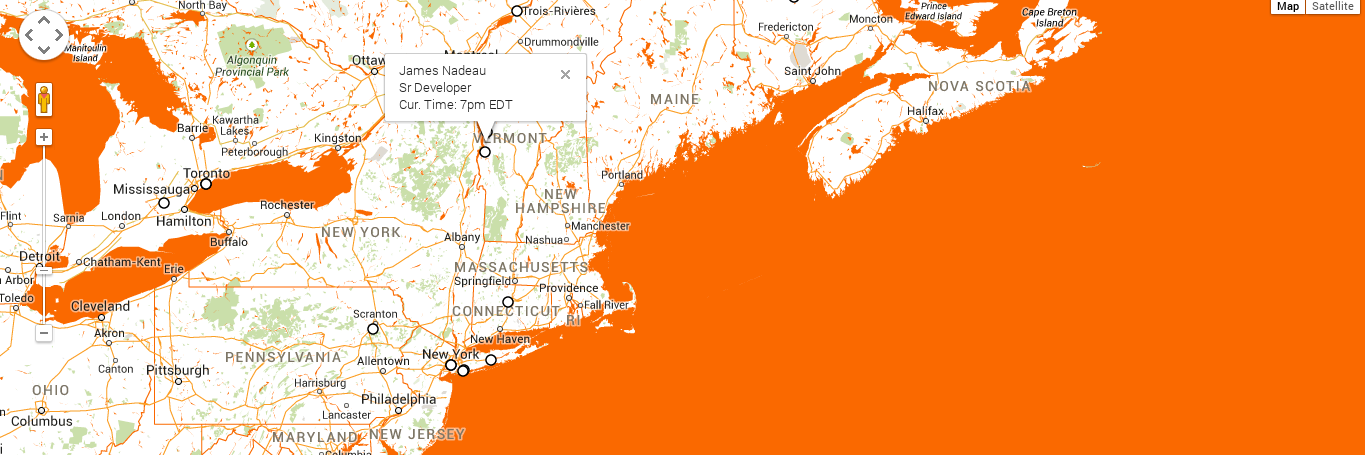 North Bay
Trois-Rivières
Moncton
Prince
Edward Island
Cape Breton
Island
Map
Satellite
Manitoulin
Island
Algonquin
Provincial Park
Drummondville
Fredericton
Montreal
Ottawa
James Nadeau
Sr Developer
Cur. Time: 7pm EDT
×
Saint John
NOVA SCOTIA
MAINE
Halifax
Barrie
Kawartha
Lakes
Peterborough
Kingston
VERMONT
Toronto
Mississauga
Portland
NEW
HAMPSHIRE
Flint
Sarnia
London
Hamilton
Rochester
Manchester
Buffalo
NEW YORK
Albany
Nashua
Detroit
Chatham-Kent
Erie
MASSACHUSETTS
Springfield
Arbor
Toledo
Cleveland
Providence
Fall River
CONNECTICUT
RI
Scranton
Akron
New Haven
Canton
Pittsburgh
PENNSYLVANIA
New York
Allentown
OHIO
Harrisburg
Philadelphia
Lancaster
Columbus
MARYLAND
NEW JERSEY
Columbia